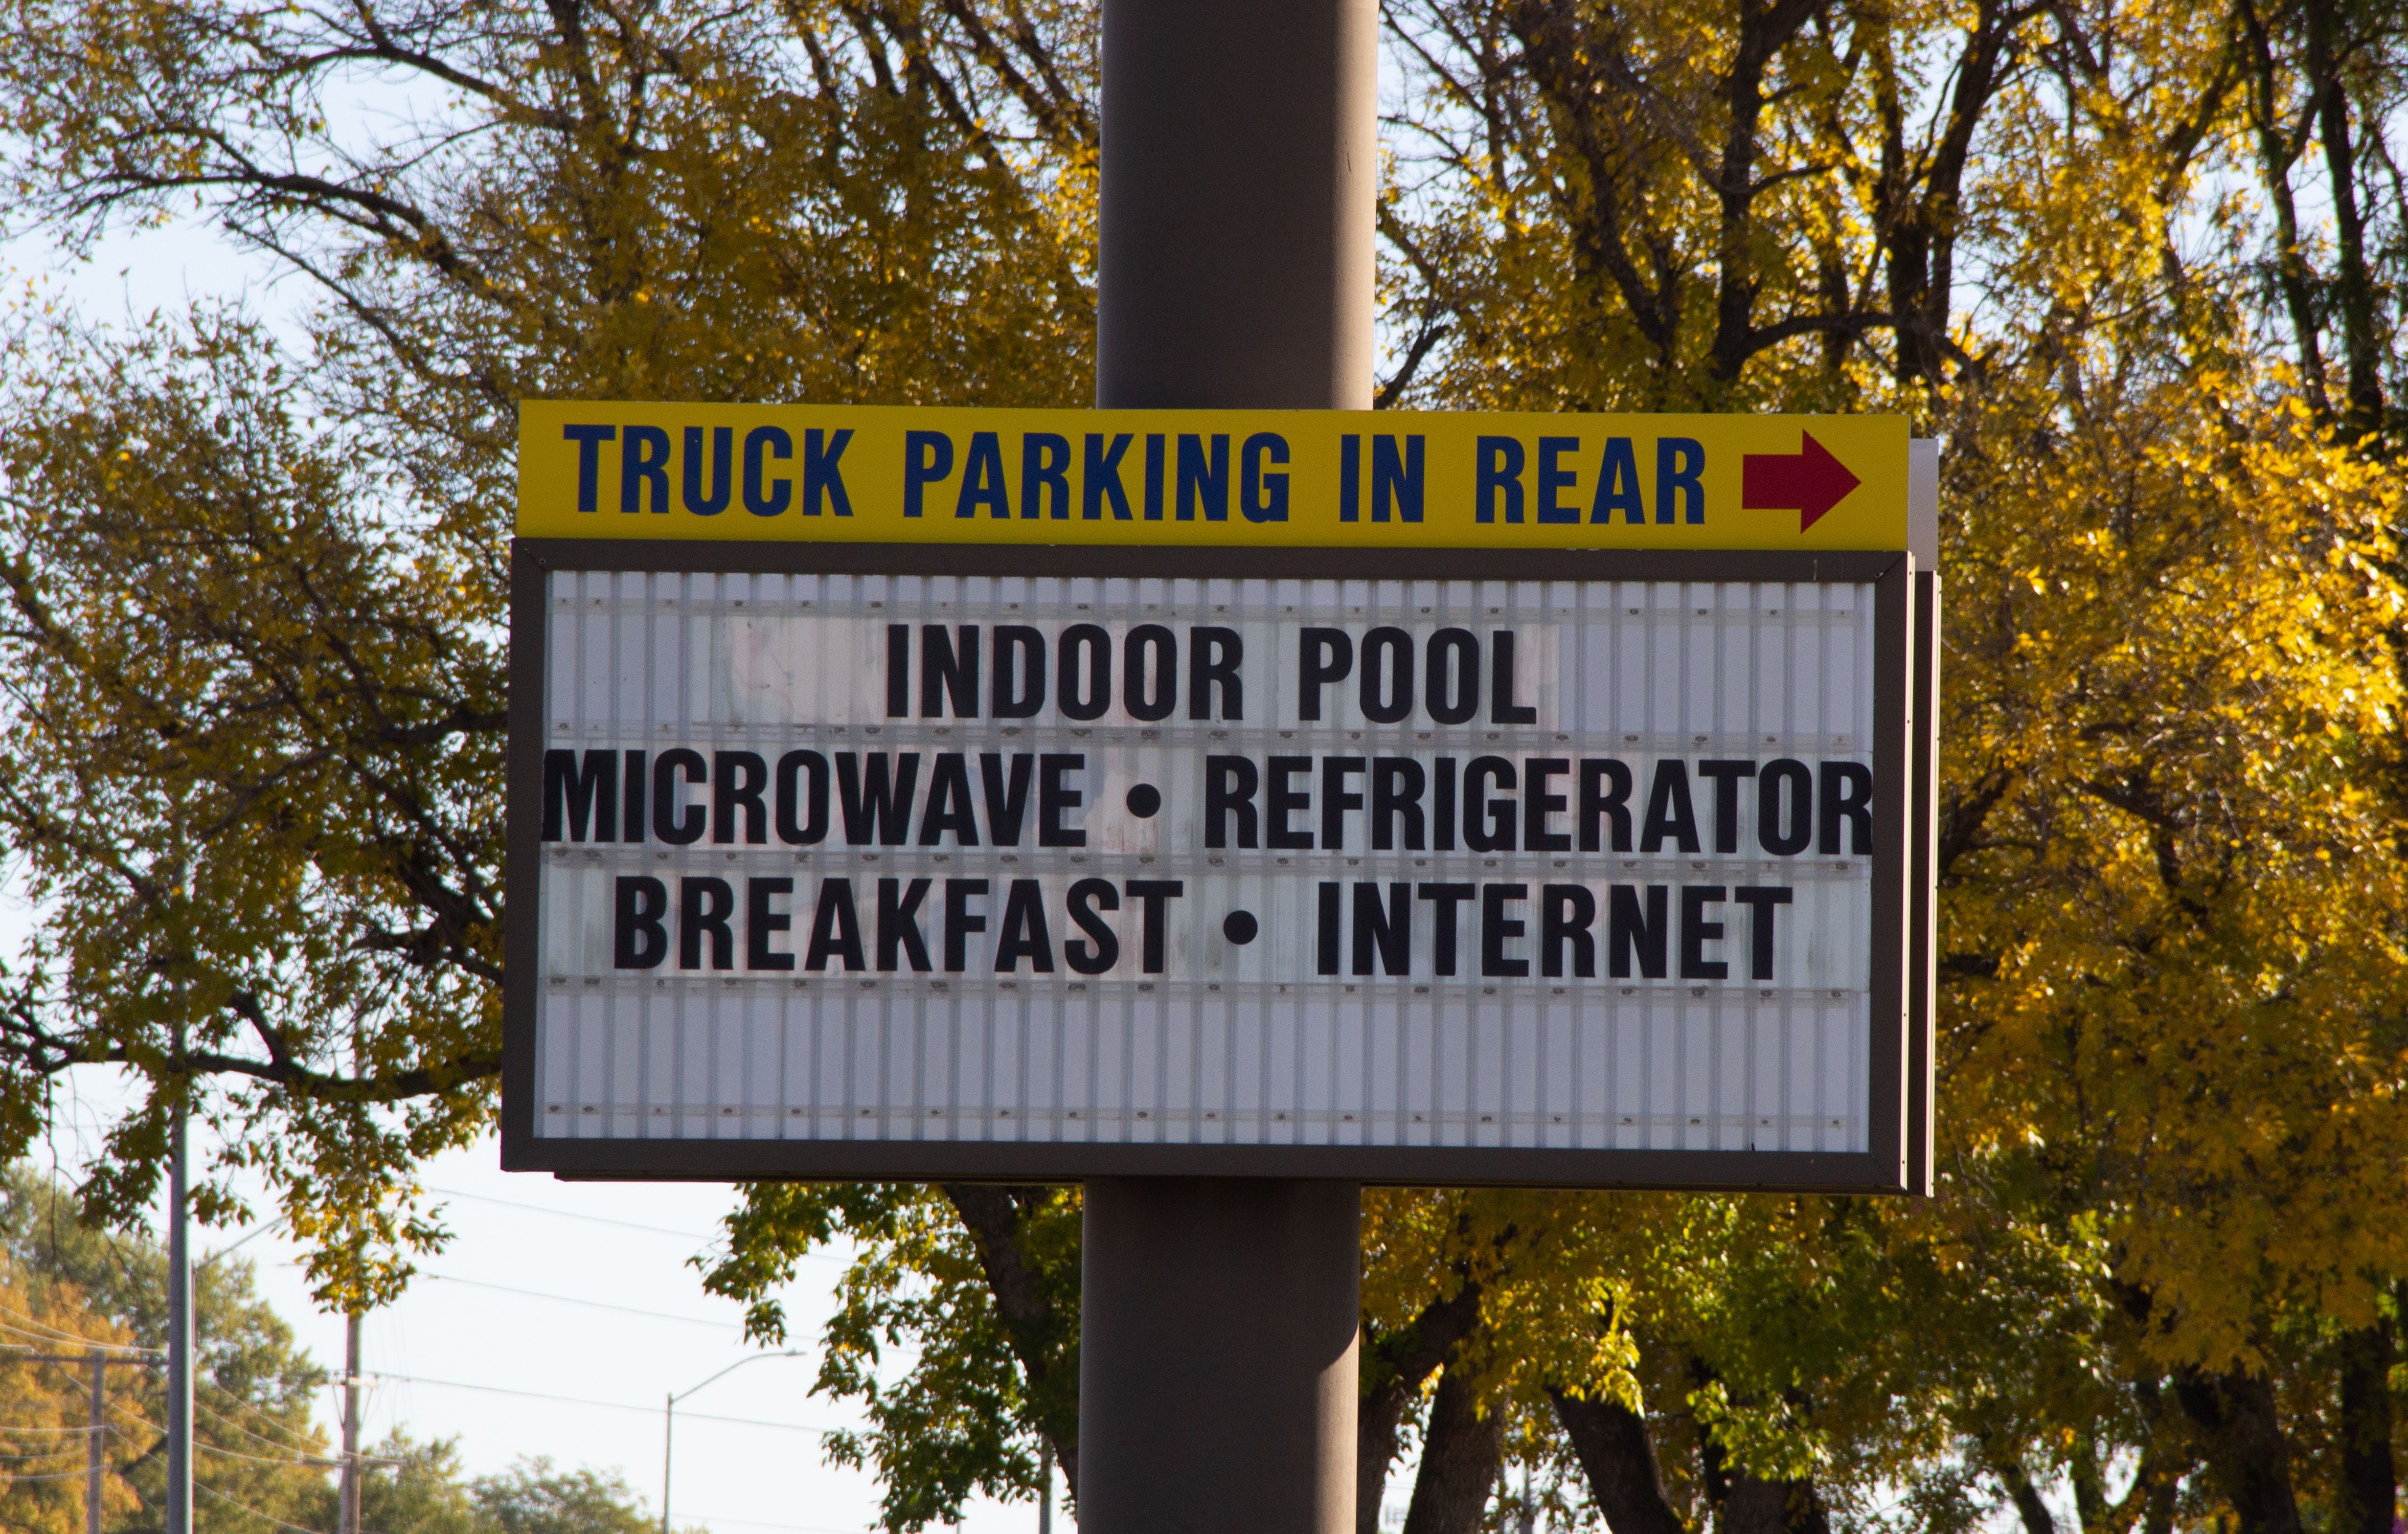 TRUCK PARKING IN REAR
INDOOR POOL
MICROWAVE • REFRIGERATOR
BREAKFAST • INTERNET